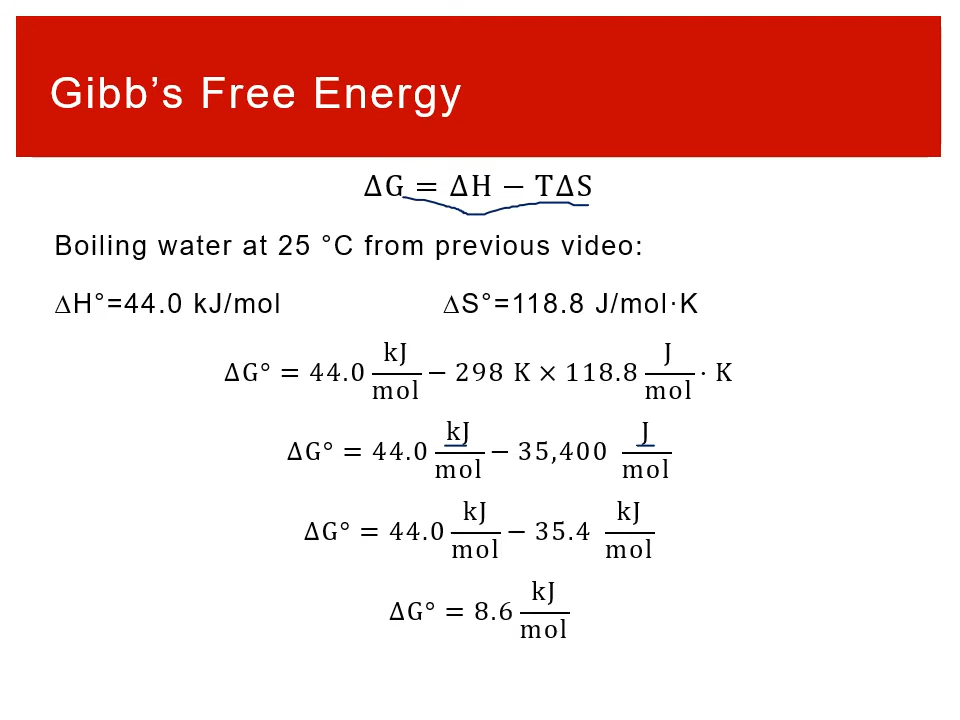 Gibb’s Free Energy
ΔG = ΔH − TΔS
Boiling water at 25 °C from previous video:
ΔH°=44.0 kJ/mol ΔS°=118.8 J/mol·K
ΔG° = 44.0 kJ/mol − 298 K × 118.8 J/mol · K
ΔG° = 44.0 kJ/mol − 35,400 J/mol
ΔG° = 44.0 kJ/mol − 35.4 kJ/mol
ΔG° = 8.6 kJ/mol